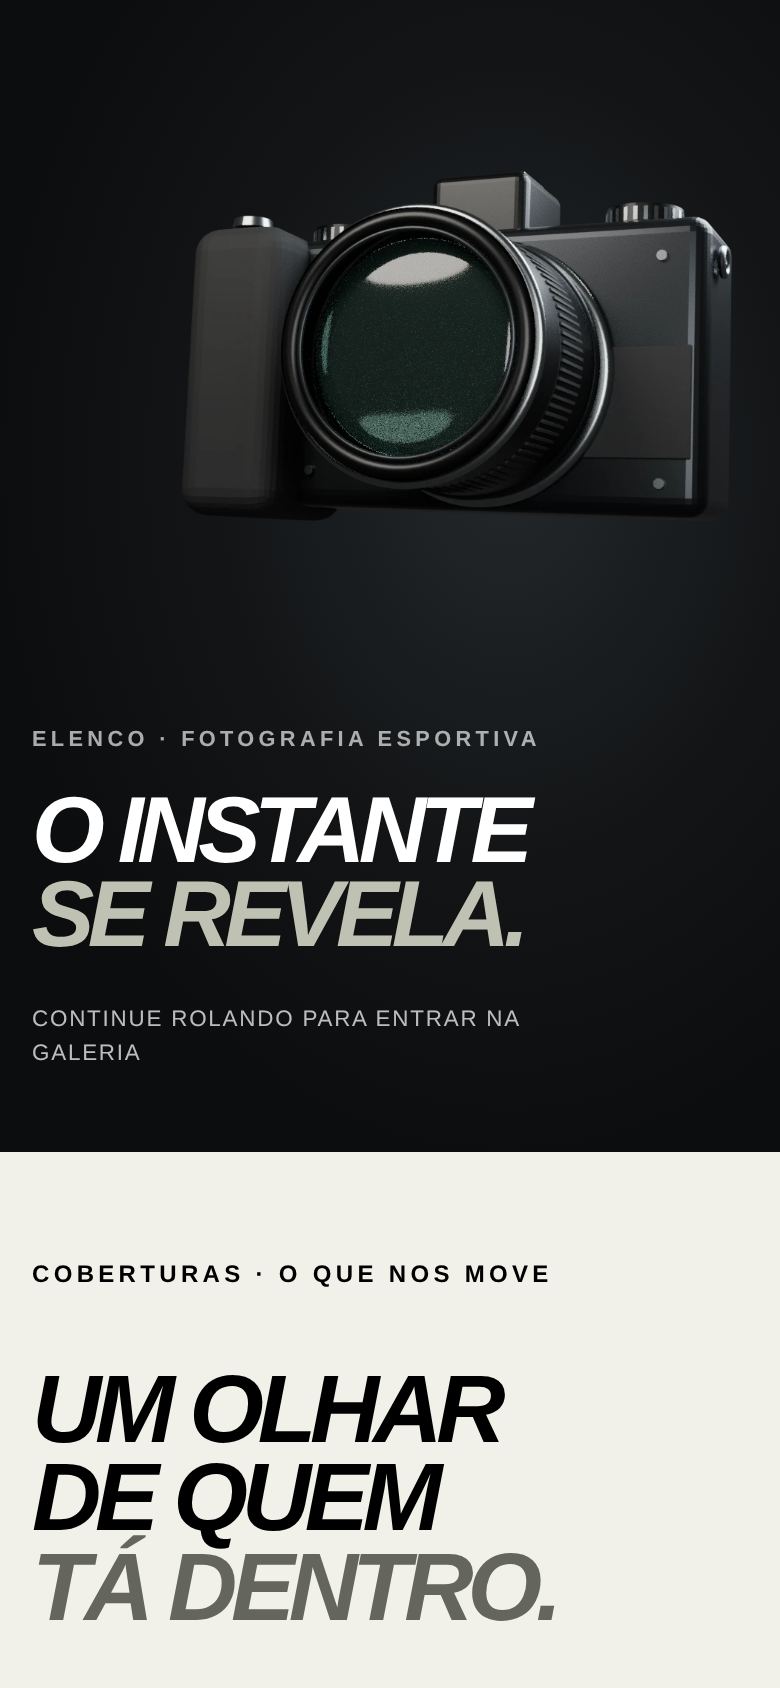 ELENCO · FOTOGRAFIA ESPORTIVA
O INSTANTE
SE REVELA.
CONTINUE ROLANDO PARA ENTRAR NA
GALERIA
COBERTURAS · O QUE NOS MOVE
UM OLHAR
DE QUEM
TÁ DENTRO.